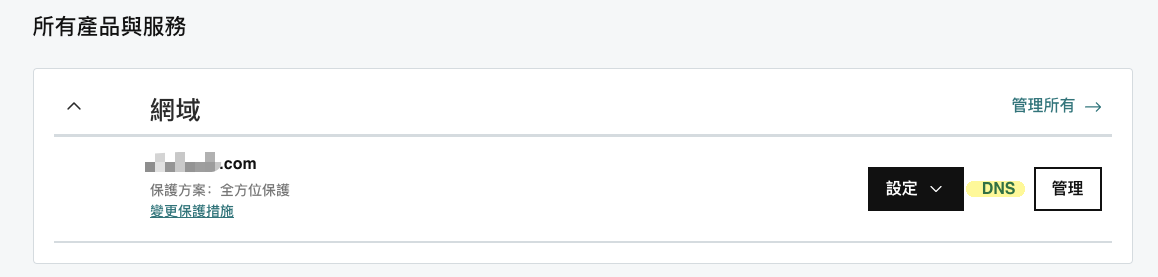 所有產品與服務
網域
管理所有 →
.com
保護方案：全方位保護
變更保護措施
設定
DNS
管理